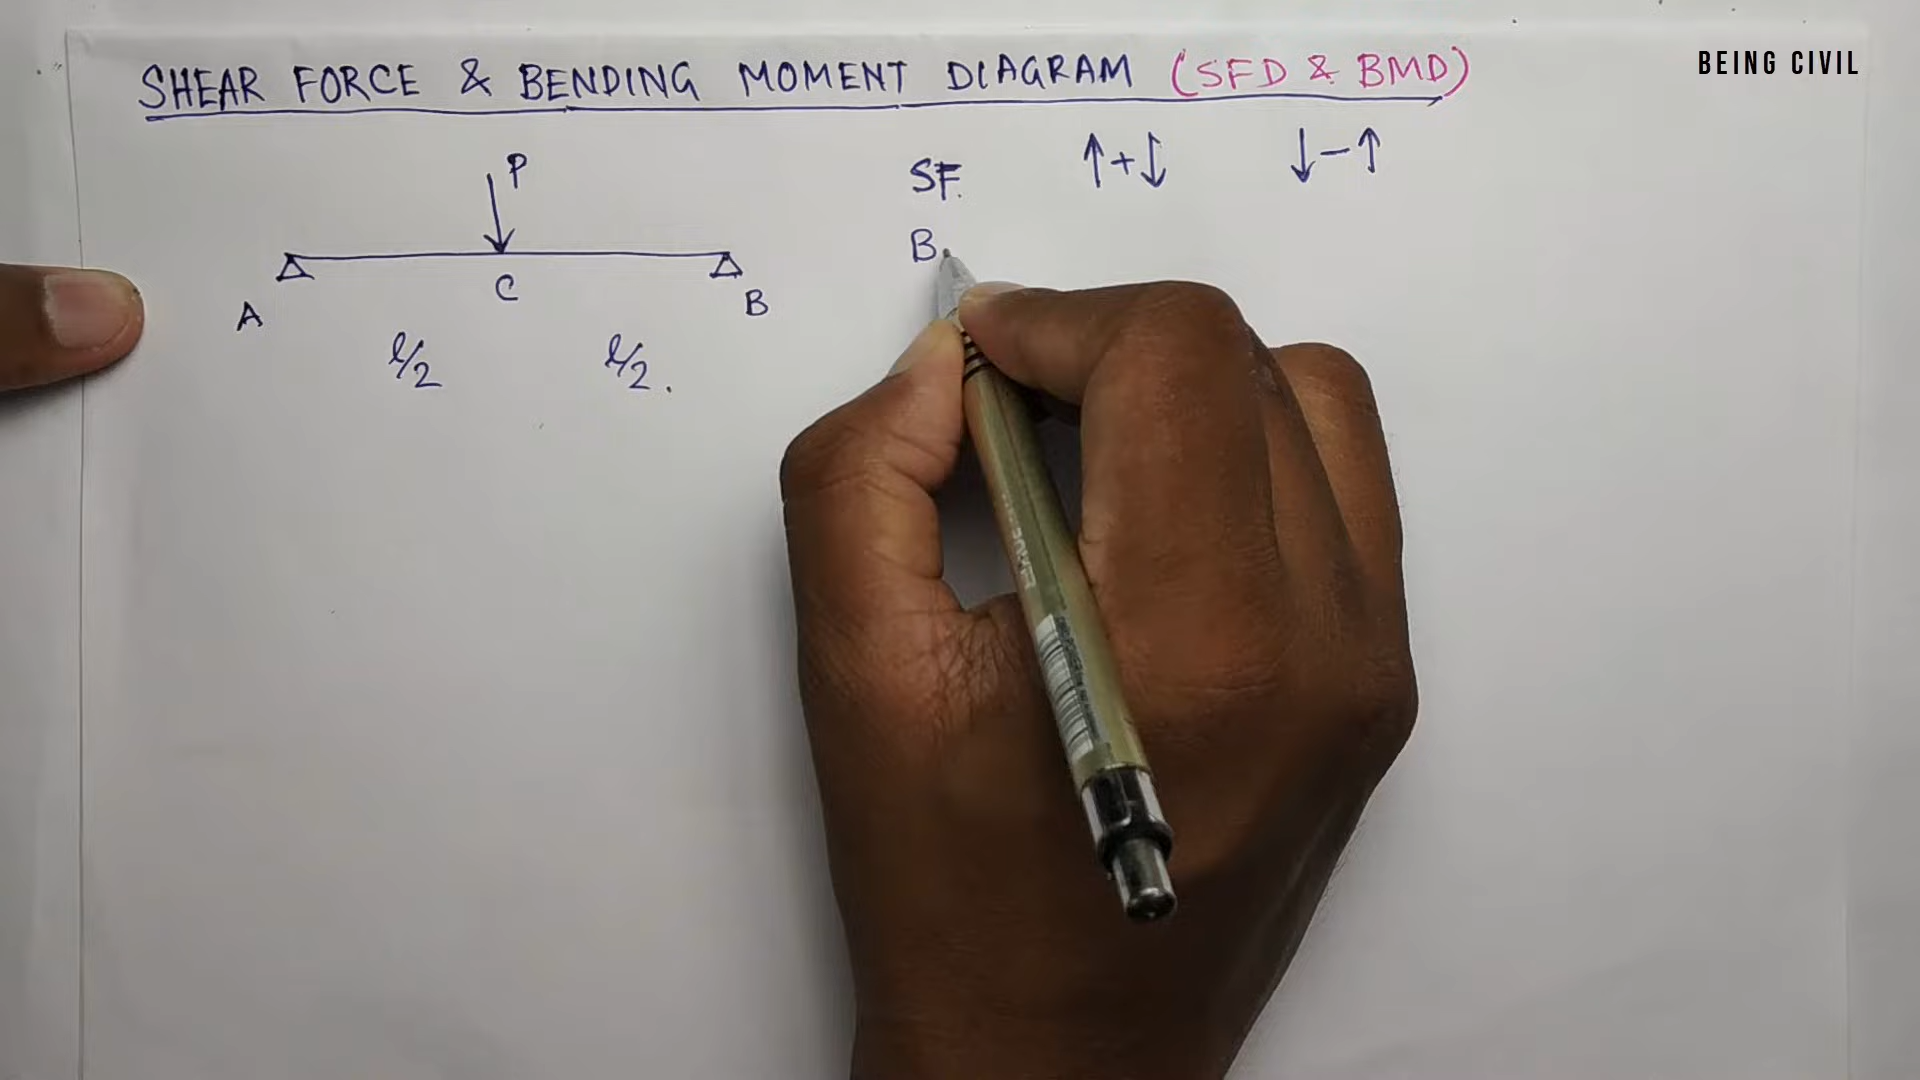 SHEAR FORCE & BENDING MOMENT DIAGRAM (SFD & BMD)
BEING CIVIL
P
SF. ↑+↓ ↓-↑
B
C
A
B
l/2 l/2.